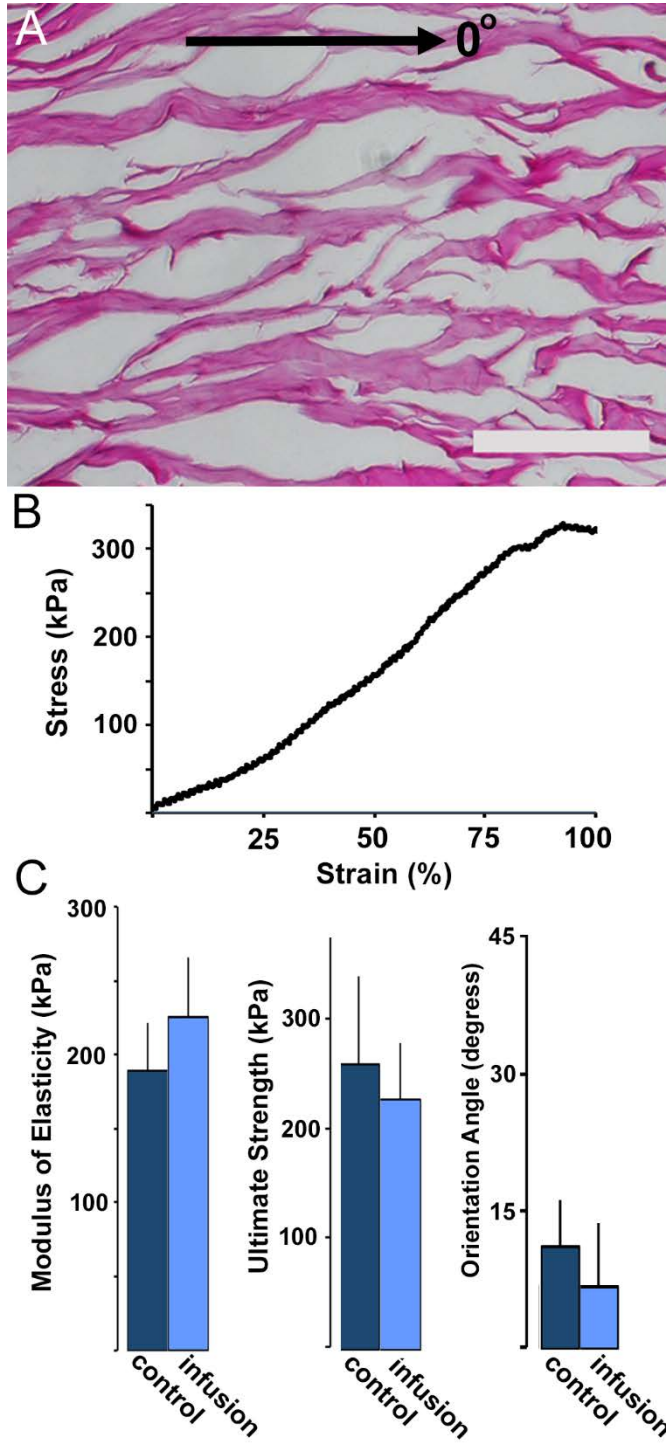 A
0°
B
300
200
100
Stress (kPa)
25
50
75
100
Strain (%)
C
300
200
100
Modulus of Elasticity (kPa)
control
infusion
300
200
100
Ultimate Strength (kPa)
control
infusion
45
30
15
Orientation Angle (degress)
control
infusion